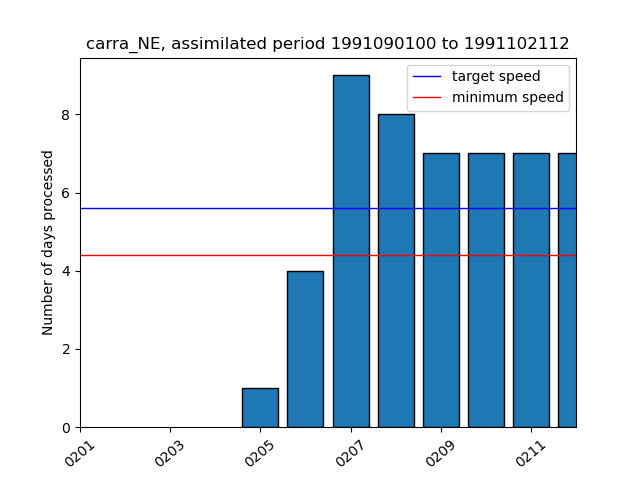 carra_NE, assimilated period 1991090100 to 1991102112
target speed
minimum speed
Number of days processed
8
6
4
2
0
0201
0203
0205
0207
0209
0211